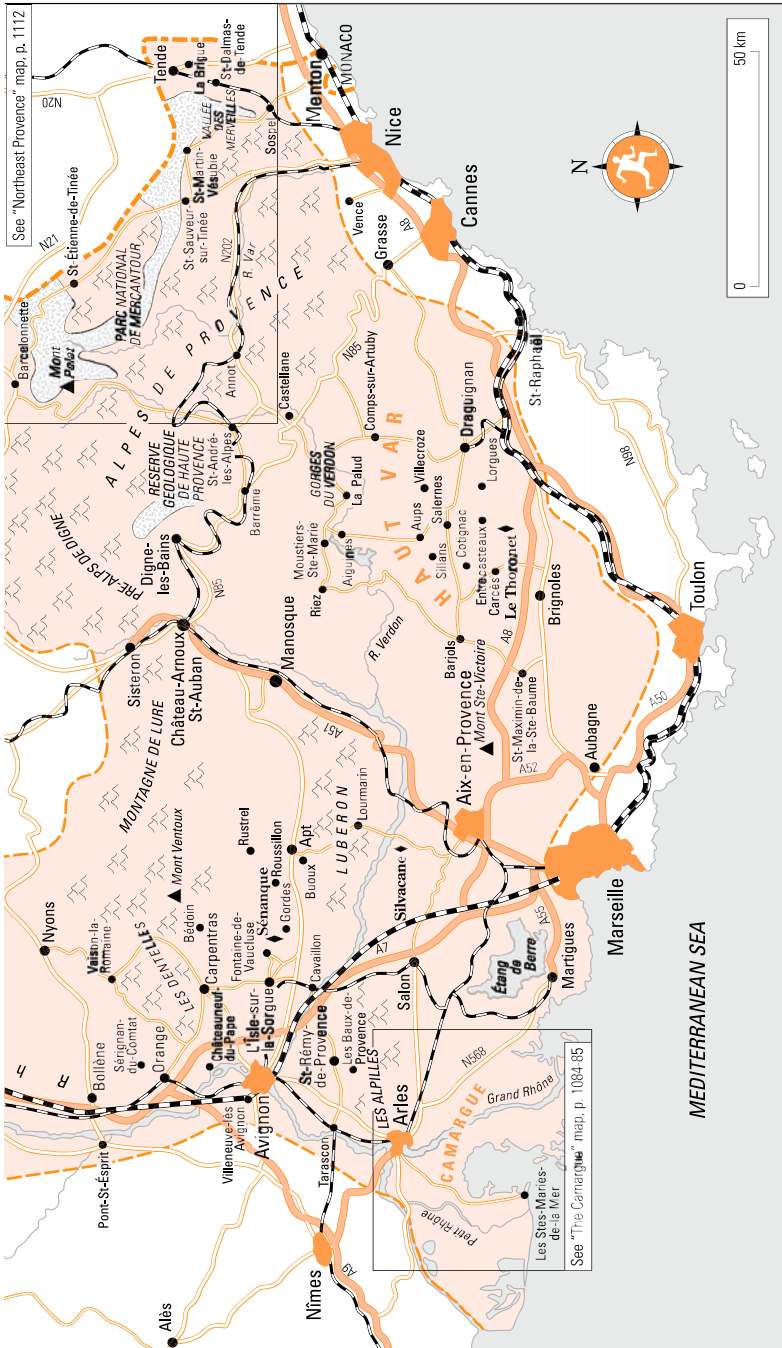 See "Northeast Provence" map, p. 1112
Nyons
Bollène
Pont-St-Ésprit
Alès
R
h
Vaison-la-
Romaine
Sérignan-
du-Comtat
Orange
LES DENTELLES
Bédoin
Carpentras
Mont Ventoux
MONTAGNE DE LURE
Sisteron
Château-Arnoux
St-Auban
PRE-ALPS DE DIGNE
Digne-
les-Bains
N85
RESERVE
GEOLOGIQUE
DE HAUTE
PROVENCE
St-André-
les-Alpes
Barrême
ALPES DE PROVENCE
Barcelonnette
Mont
Pelat
PARC NATIONAL
DE MERCANTOUR
St-Étienne-de-Tinée
N21
N20
Tende
La Brigue
St-Dalmas-
de-Tende
VALLÉE
DES
MERVEILLES
St-Martin-
Vésubie
St-Sauveur-
sur-Tinée
Sospel
N202
R. Var
Annot
Castellane
N85
Menton
MONACO
Nice
Vence
A8
Grasse
Cannes
Châteauneuf-
du-Pape
Villeneuve-lès
Avignon
Avignon
L'Isle-sur-
la-Sorgue
Fontaine-de-
Vaucluse
Sénanque
Gordes
Roussillon
Rustrel
Apt
Buoux
Cavaillon
LUBERON
Lourmarin
Manosque
A51
Riez
Moustiers-
Ste-Marie
GORGES
DU VERDON
La Palud
Aiguines
Comps-sur-Artuby
R. Verdon
HAUT VAR
Aups
Villecroze
Salernes
Sillans
Cotignac
Entrecasteaux
Carcès
Le Thoronet
Lorgues
Draguignan
St-Raphaël
Barjols
Brignoles
A8
Nîmes
A9
Tarascon
St-Rémy-
de-Provence
Les Baux-de-
Provence
LES ALPILLES
Arles
Salon
Silvacane
A7
Aix-en-Provence
Mont Ste-Victoire
St-Maximin-de-
la-Ste-Baume
A52
Aubagne
A50
Toulon
N98
CAMARGUE
Petit Rhône
Grand Rhône
N568
Étang
de
Berre
Martigues
A55
Marseille
Les Stes-Maries-
de-la Mer
See "The Camargue" map, p. 1084-85
MEDITERRANEAN SEA
N
0 50 km